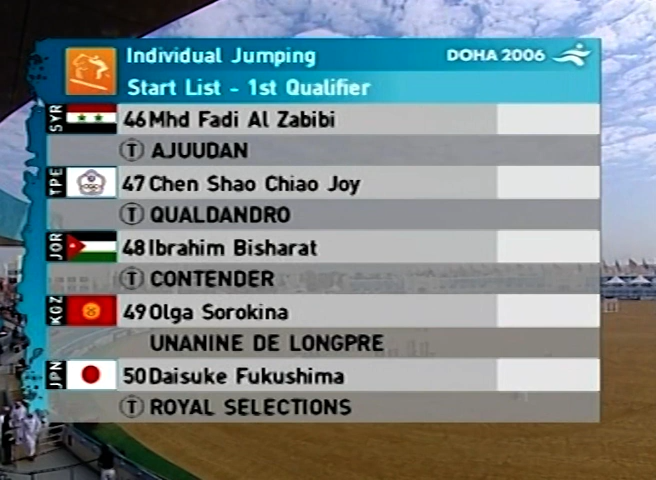 Individual Jumping
DOHA 2006
Start List - 1st Qualifier
SYR 46 Mhd Fadi Al Zabibi
T AJUUDAN
TPE 47 Chen Shao Chiao Joy
T QUALDANDRO
JOR 48 Ibrahim Bisharat
T CONTENDER
KGZ 49 Olga Sorokina
UNANINE DE LONGPRE
JPN 50 Daisuke Fukushima
T ROYAL SELECTIONS